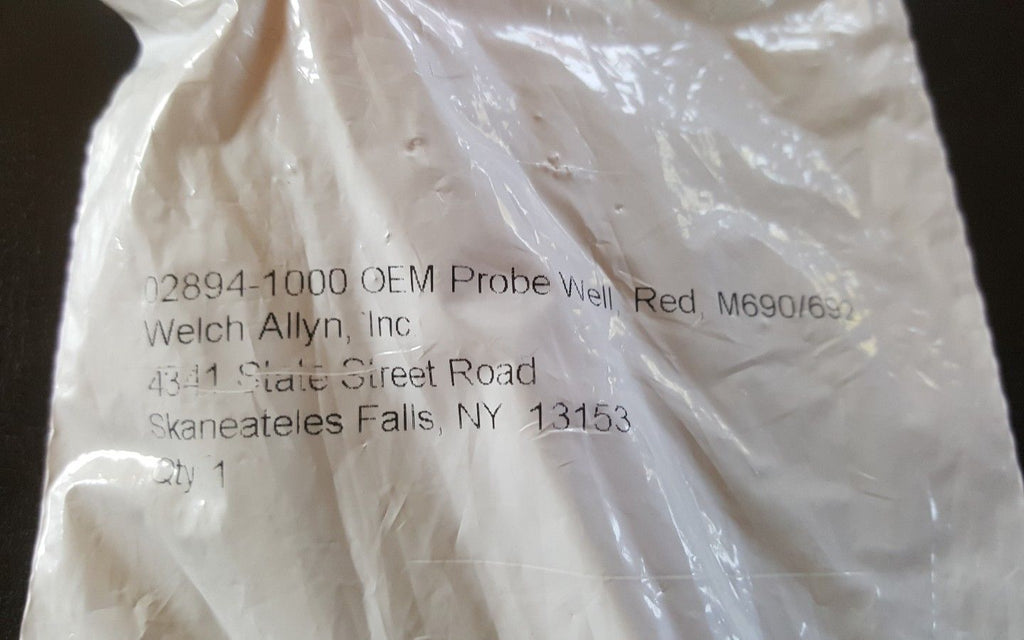 02894-1000 OEM Probe Well, Red, M690/692
Welch Allyn, Inc
4341 State Street Road
Skaneateles Falls, NY 13153
Qty 1